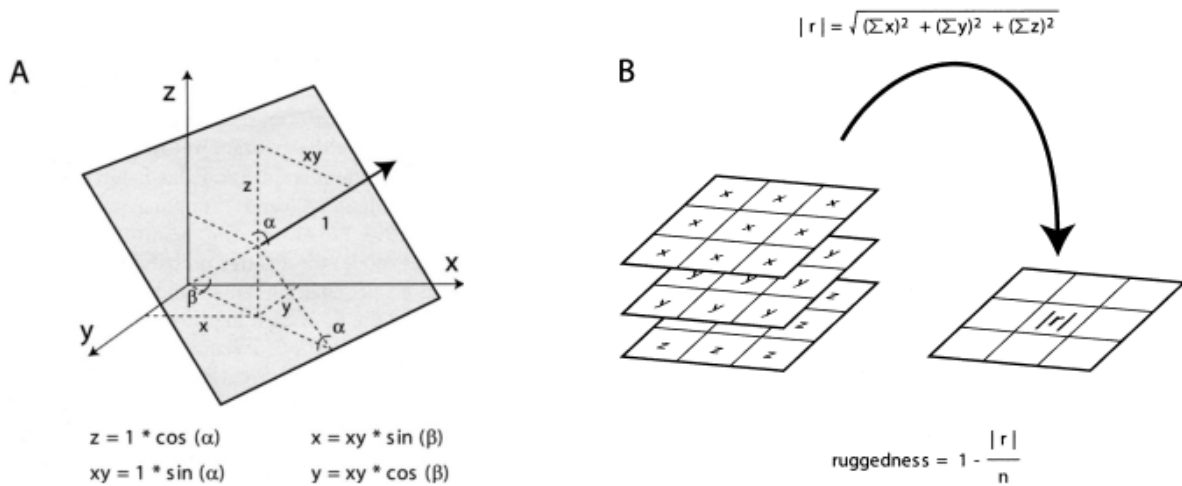 A
z
xy
z
α
1
x
β
y
y
x
α
z = 1 * cos (α)
x = xy * sin (β)
xy = 1 * sin (α)
y = xy * cos (β)
| r | = √(Σx)² + (Σy)² + (Σz)²
B
x x x
x x x
x x x
y
y y y
y y y
z
z
z z z
|r|
ruggedness = 1 - | r | / n